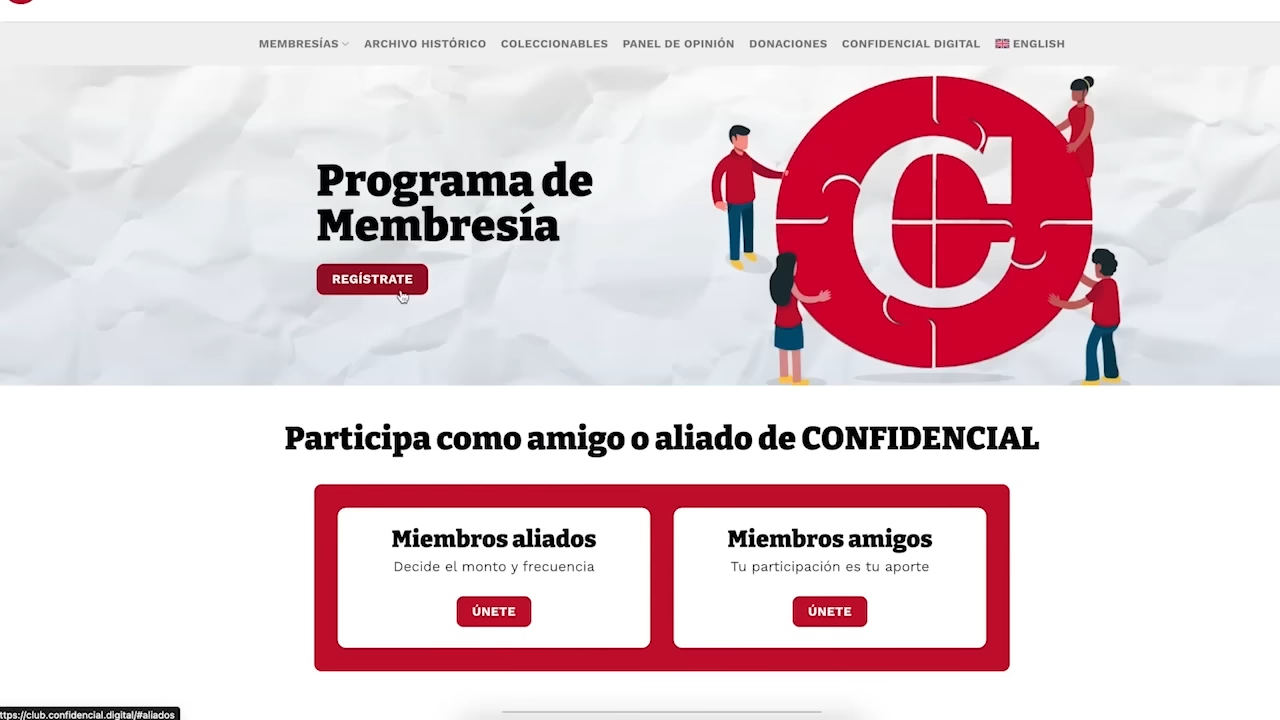 MEMBRESÍAS ARCHIVO HISTÓRICO COLECCIONABLES PANEL DE OPINIÓN DONACIONES CONFIDENCIAL DIGITAL ENGLISH
Programa de
Membresía
REGÍSTRATE
C
Participa como amigo o aliado de CONFIDENCIAL
Miembros aliados
Decide el monto y frecuencia
ÚNETE
Miembros amigos
Tu participación es tu aporte
ÚNETE
ttps://club.confidencial.digital/#aliados